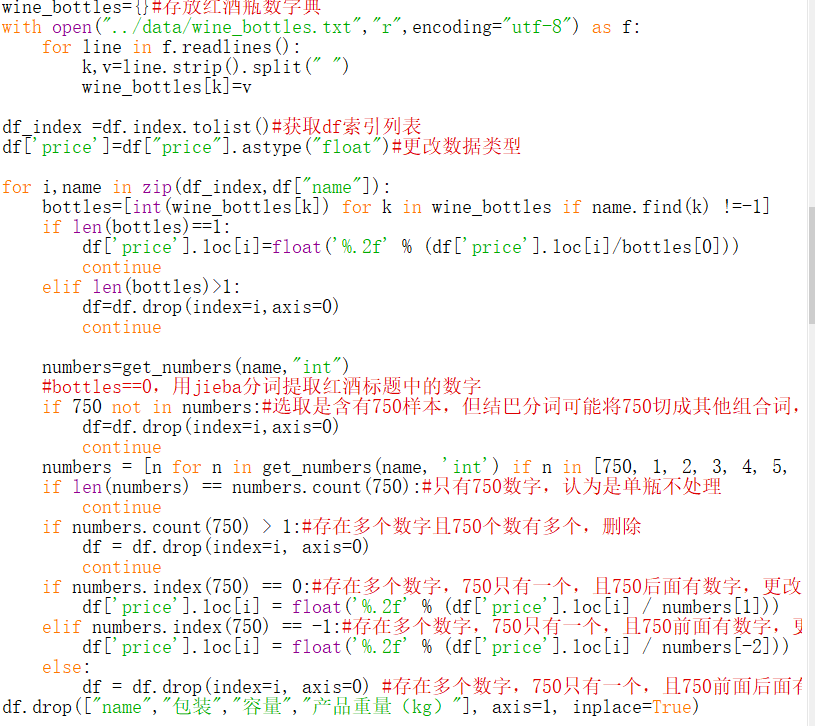 wine_bottles={}#存放红酒瓶数字典
with open("../data/wine_bottles.txt","r",encoding="utf-8") as f:
    for line in f.readlines():
        k,v=line.strip().split(" ")
        wine_bottles[k]=v
df_index =df.index.tolist()#获取df索引列表
df['price']=df["price"].astype("float")#更改数据类型
for i,name in zip(df_index,df["name"]):
    bottles=[int(wine_bottles[k]) for k in wine_bottles if name.find(k) !=-1]
    if len(bottles)==1:
        df['price'].loc[i]=float('%.2f' % (df['price'].loc[i]/bottles[0]))
        continue
    elif len(bottles)>1:
        df=df.drop(index=i,axis=0)
        continue
    numbers=get_numbers(name,"int")
    #bottles==0，用jieba分词提取红酒标题中的数字
    if 750 not in numbers:#选取是含有750样本，但结巴分词可能将750切成其他组合词，
        df=df.drop(index=i,axis=0)
        continue
    numbers = [n for n in get_numbers(name, 'int') if n in [750, 1, 2, 3, 4, 5,
    if len(numbers) == numbers.count(750):#只有750数字，认为是单瓶不处理
        continue
    if numbers.count(750) > 1:#存在多个数字且750个数有多个，删除
        df = df.drop(index=i, axis=0)
        continue
    if numbers.index(750) == 0:#存在多个数字，750只有一个，且750后面有数字，更改
        df['price'].loc[i] = float('%.2f' % (df['price'].loc[i] / numbers[1]))
    elif numbers.index(750) == -1:#存在多个数字，750只有一个，且750前面有数字，
        df['price'].loc[i] = float('%.2f' % (df['price'].loc[i] / numbers[-2]))
    else:
        df = df.drop(index=i, axis=0) #存在多个数字，750只有一个，且750前面后面
df.drop(["name","包装","容量","产品重量（kg）"], axis=1, inplace=True)